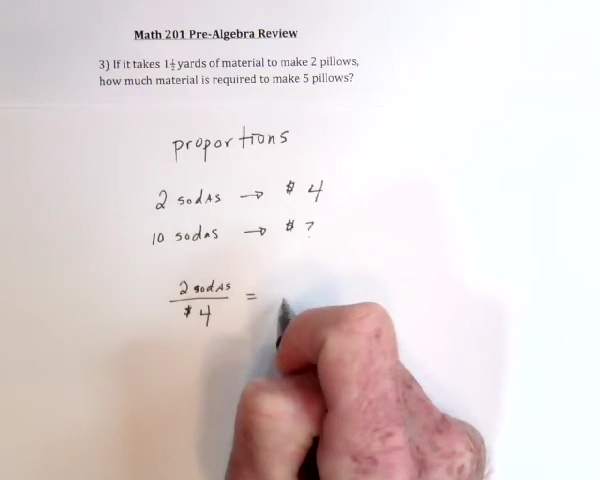 Math 201 Pre-Algebra Review
3) If it takes 1½ yards of material to make 2 pillows,
how much material is required to make 5 pillows?
proportions
2 sodas → $ 4
10 sodas → $ ?
2 sodas
=
$ 4